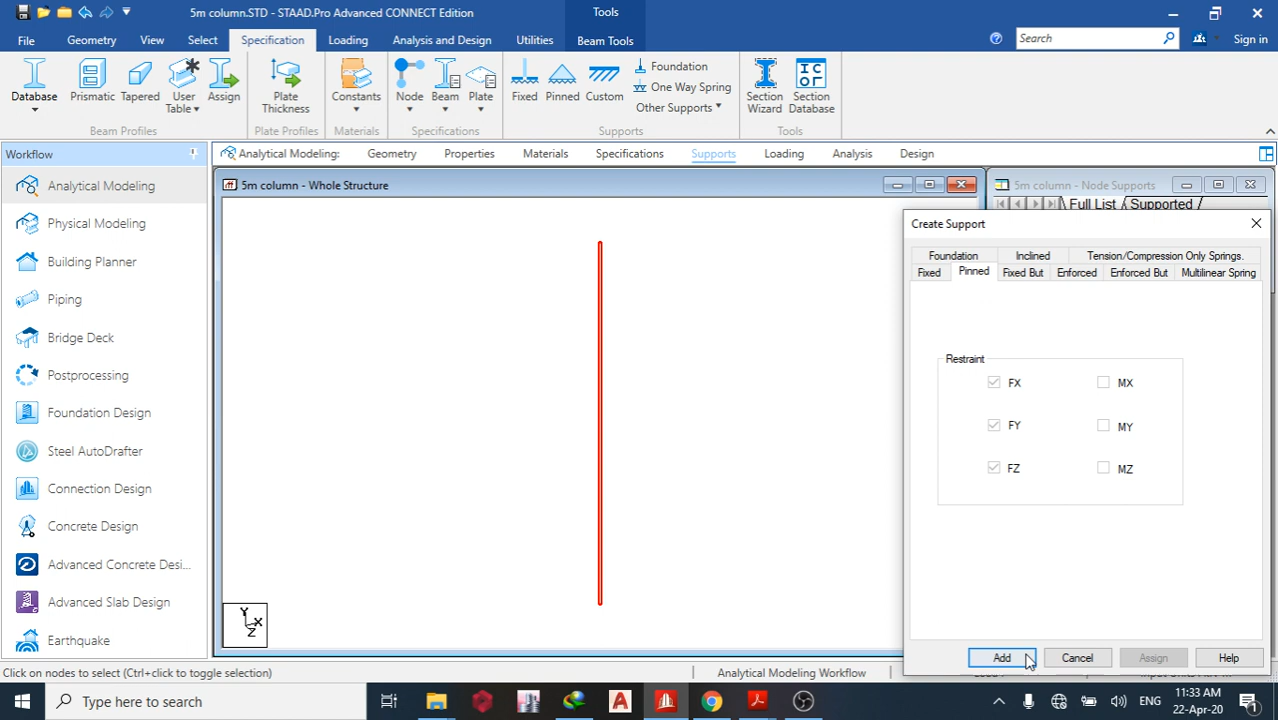 5m column.STD - STAAD.Pro Advanced CONNECT Edition
Tools
File
Geometry
View
Select
Specification
Loading
Analysis and Design
Utilities
Beam Tools
Search
Sign in
Database
Prismatic
Tapered
User
Table
Assign
Beam Profiles
Plate
Thickness
Plate Profiles
Constants
Materials
Node
Beam
Plate
Specifications
Fixed
Pinned
Custom
Foundation
One Way Spring
Other Supports
Supports
Section
Wizard
Section
Database
Tools
Workflow
Analytical Modeling:
Geometry
Properties
Materials
Specifications
Supports
Loading
Analysis
Design
Analytical Modeling
Physical Modeling
Building Planner
Piping
Bridge Deck
Postprocessing
Foundation Design
Steel AutoDrafter
Connection Design
Concrete Design
Advanced Concrete Desi...
Advanced Slab Design
Earthquake
5m column - Whole Structure
Y
X
Z
5m column - Node Supports
Full List
Supported
Create Support
Foundation
Inclined
Tension/Compression Only Springs.
Fixed
Pinned
Fixed But
Enforced
Enforced But
Multilinear Spring
Restraint
FX
MX
FY
MY
FZ
MZ
Add
Cancel
Assign
Help
Click on nodes to select (Ctrl+click to toggle selection)
Analytical Modeling Workflow
Type here to search
ENG
11:33 AM
22-Apr-20
1